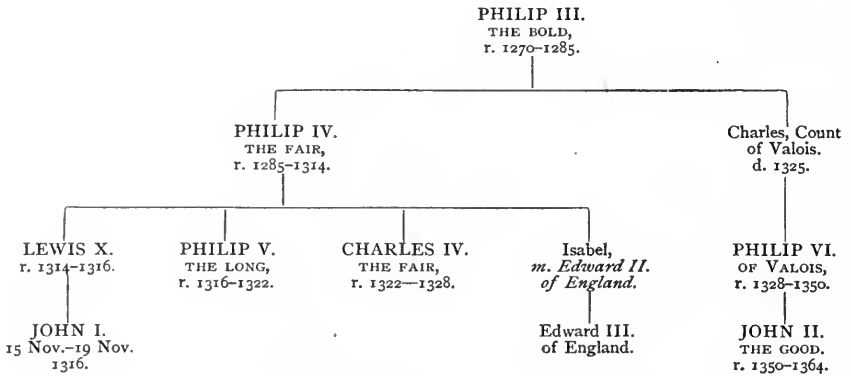 PHILIP III.
THE BOLD,
r. 1270–1285.
PHILIP IV.
THE FAIR,
r. 1285–1314.
Charles, Count
of Valois.
d. 1325.
LEWIS X.
r. 1314–1316.
PHILIP V.
THE LONG,
r. 1316–1322.
CHARLES IV.
THE FAIR,
r. 1322—1328.
Isabel,
m. Edward II.
of England.
PHILIP VI.
OF VALOIS,
r. 1328–1350.
JOHN I.
15 Nov.–19 Nov.
1316.
Edward III.
of England.
JOHN II.
THE GOOD.
r. 1350–1364.